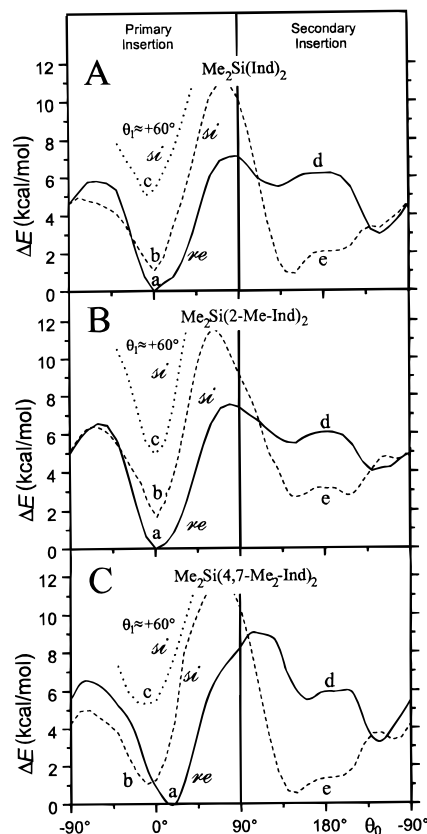 Primary Insertion
Secondary Insertion
A
Me₂Si(Ind)₂
12
10
8
6
4
2
0
ΔE (kcal/mol)
θ₁≈+60°
si
c
si
b
a
re
d
e
B
Me₂Si(2-Me-Ind)₂
12
10
8
6
4
2
0
ΔE (kcal/mol)
θ₁≈+60°
si
c
si
b
a
re
d
e
C
Me₂Si(4,7-Me₂-Ind)₂
12
10
8
6
4
2
0
ΔE (kcal/mol)
θ₁≈+60°
si
c
si
b
a
re
d
e
-90° 0° 90° 180° θ₀ -90°